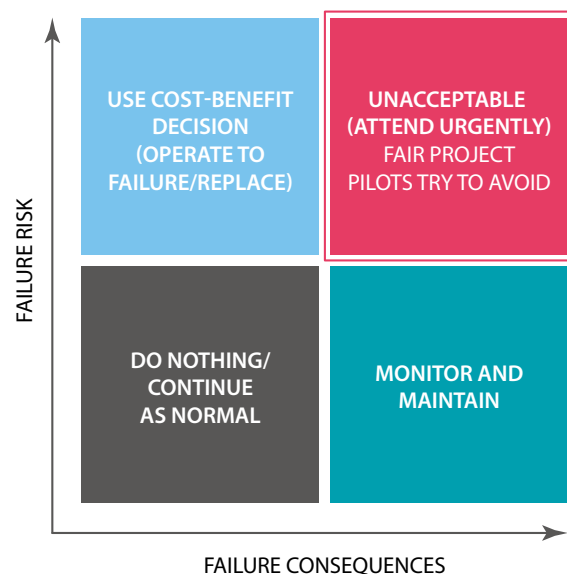 USE COST-BENEFIT
DECISION
(OPERATE TO
FAILURE/REPLACE)
UNACCEPTABLE
(ATTEND URGENTLY)
FAIR PROJECT
PILOTS TRY TO AVOID
FAILURE RISK
DO NOTHING/
CONTINUE
AS NORMAL
MONITOR AND
MAINTAIN
FAILURE CONSEQUENCES